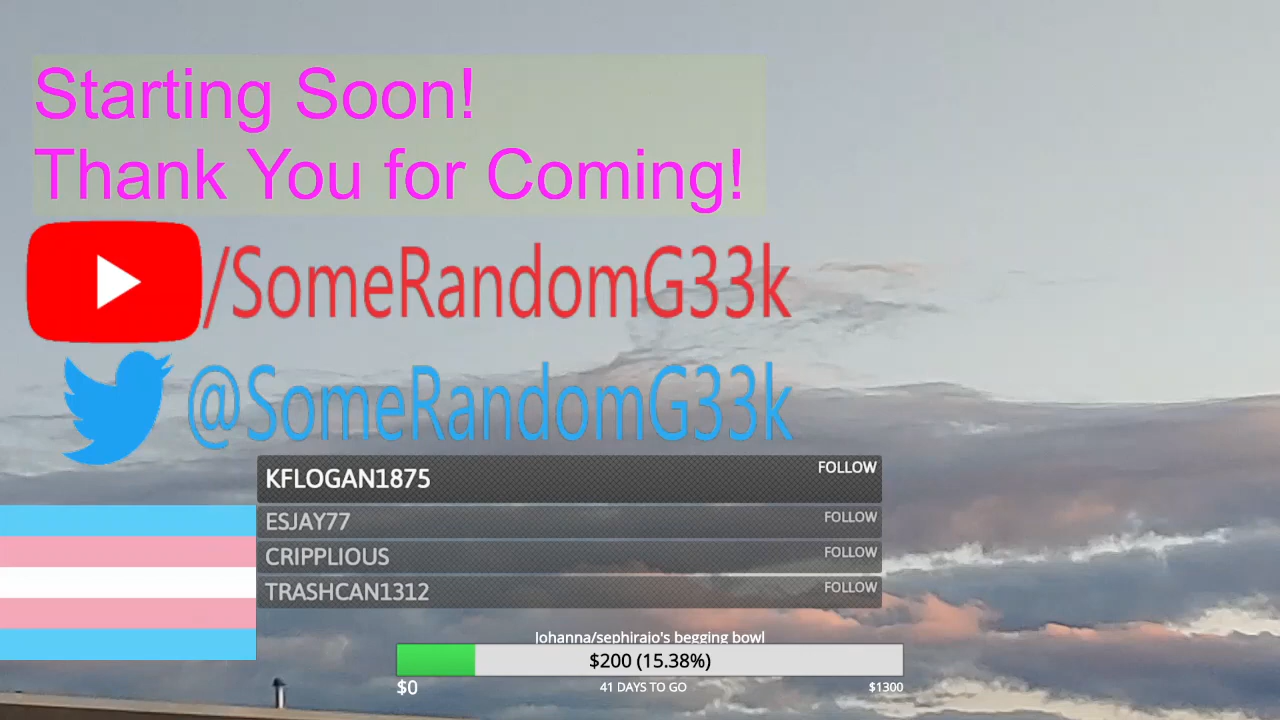 Starting Soon!
Thank You for Coming!
/SomeRandomG33k
@SomeRandomG33k
KFLOGAN1875 FOLLOW
ESJAY77 FOLLOW
CRIPPLIOUS FOLLOW
TRASHCAN1312 FOLLOW
Johanna/sephiraio's begging bowl
$200 (15.38%)
$0 41 DAYS TO GO $1300